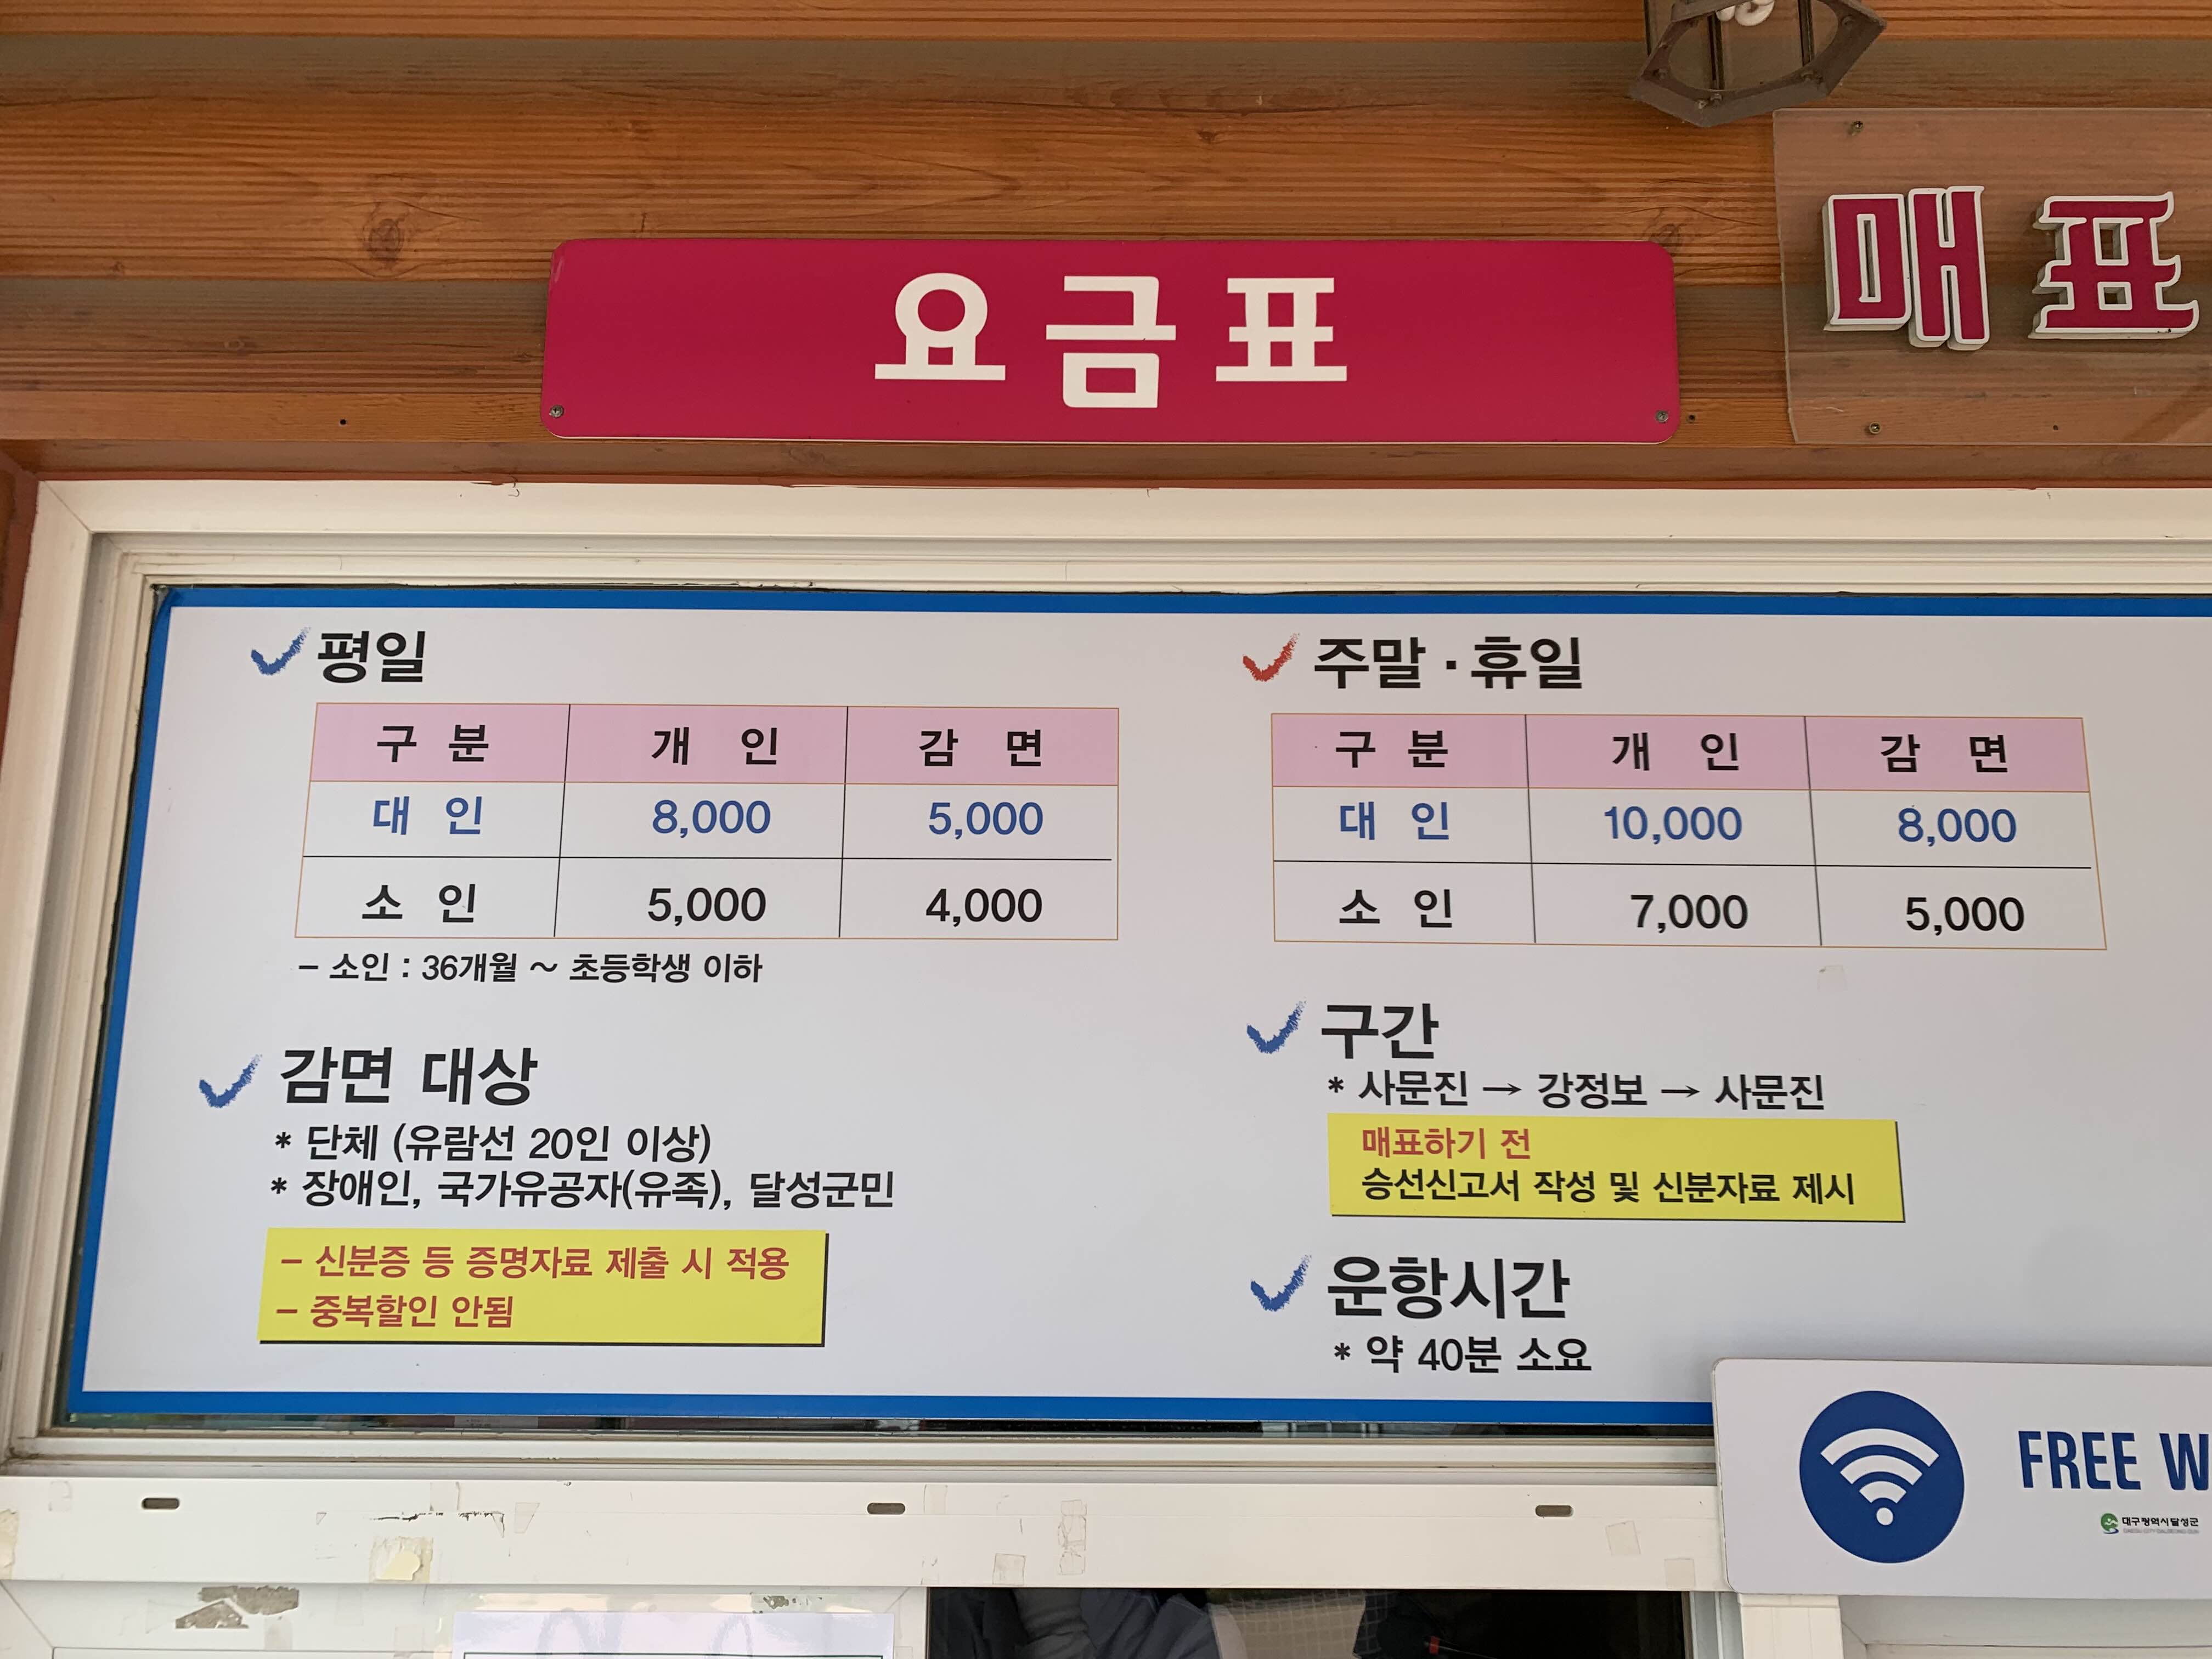 요금표
매표
✓ 평일
구 분 개 인 감 면
대 인 8,000 5,000
소 인 5,000 4,000
- 소인 : 36개월 ~ 초등학생 이하
✓ 감면 대상
* 단체 (유람선 20인 이상)
* 장애인, 국가유공자(유족), 달성군민
- 신분증 등 증명자료 제출 시 적용
- 중복할인 안됨
✓ 주말 · 휴일
구 분 개 인 감 면
대 인 10,000 8,000
소 인 7,000 5,000
✓ 구간
* 사문진 → 강정보 → 사문진
매표하기 전
승선신고서 작성 및 신분자료 제시
✓ 운항시간
* 약 40분 소요
FREE W
대구광역시달성군